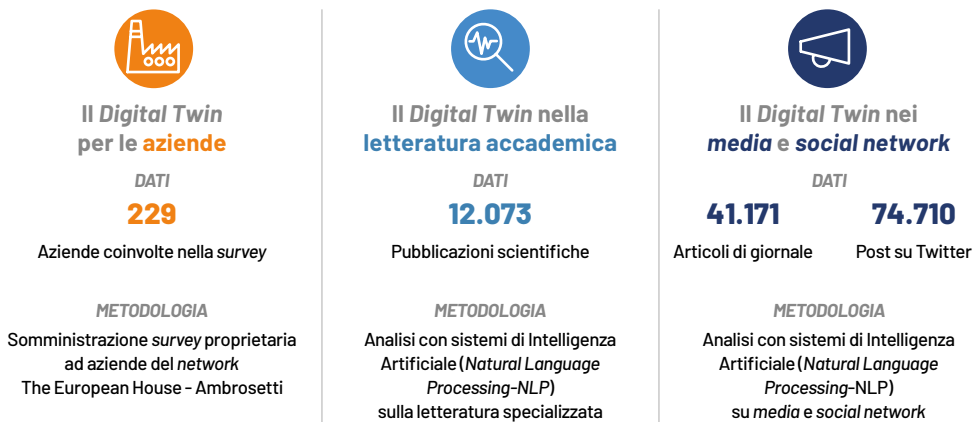 Il Digital Twin
per le aziende
DATI
229
Aziende coinvolte nella survey
METODOLOGIA
Somministrazione survey proprietaria
ad aziende del network
The European House - Ambrosetti
Il Digital Twin nella
letteratura accademica
DATI
12.073
Pubblicazioni scientifiche
METODOLOGIA
Analisi con sistemi di Intelligenza
Artificiale (Natural Language
Processing-NLP)
sulla letteratura specializzata
Il Digital Twin nei
media e social network
DATI
41.171
Articoli di giornale
74.710
Post su Twitter
METODOLOGIA
Analisi con sistemi di Intelligenza
Artificiale (Natural Language
Processing-NLP)
su media e social network